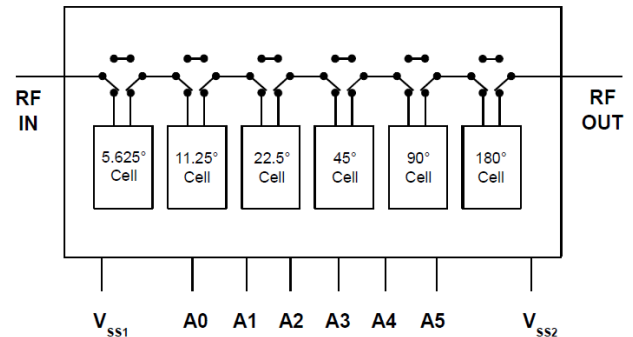 RF
IN
RF
OUT
5.625°
Cell
11.25°
Cell
22.5°
Cell
45°
Cell
90°
Cell
180°
Cell
VSS1 A0 A1 A2 A3 A4 A5 VSS2